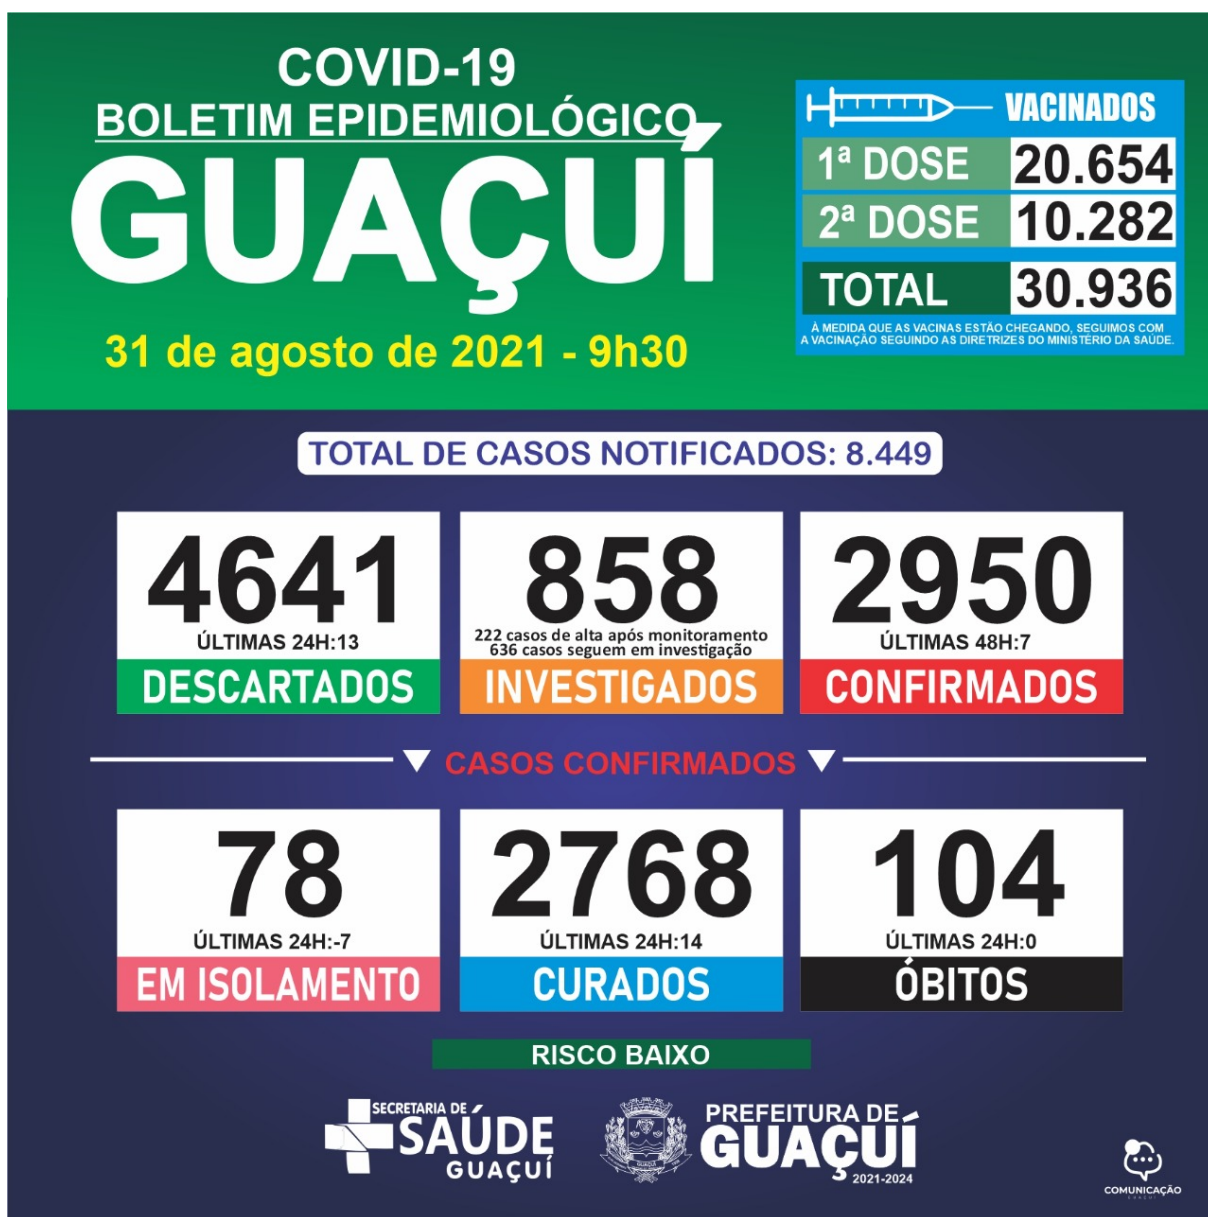 COVID-19
BOLETIM EPIDEMIOLÓGICO
GUAÇUÍ
31 de agosto de 2021 - 9h30
VACINADOS
1ª DOSE 20.654
2ª DOSE 10.282
TOTAL 30.936
À MEDIDA QUE AS VACINAS ESTÃO CHEGANDO, SEGUIMOS COM
A VACINAÇÃO SEGUINDO AS DIRETRIZES DO MINISTÉRIO DA SAÚDE.
TOTAL DE CASOS NOTIFICADOS: 8.449
4641
ÚLTIMAS 24H:13
DESCARTADOS
858
222 casos de alta após monitoramento
636 casos seguem em investigação
INVESTIGADOS
2950
ÚLTIMAS 48H:7
CONFIRMADOS
CASOS CONFIRMADOS
78
ÚLTIMAS 24H:-7
EM ISOLAMENTO
2768
ÚLTIMAS 24H:14
CURADOS
104
ÚLTIMAS 24H:0
ÓBITOS
RISCO BAIXO
SECRETARIA DE
SAÚDE
GUAÇUÍ
GUAÇUÍ
PREFEITURA DE
GUAÇUÍ
2021-2024
COMUNICAÇÃO